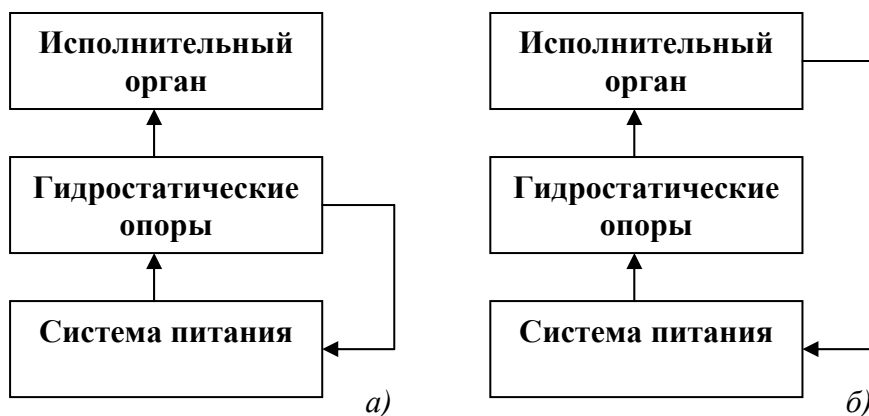 Исполнительный
орган
Гидростатические
опоры
Система питания
а)
Исполнительный
орган
Гидростатические
опоры
Система питания
б)